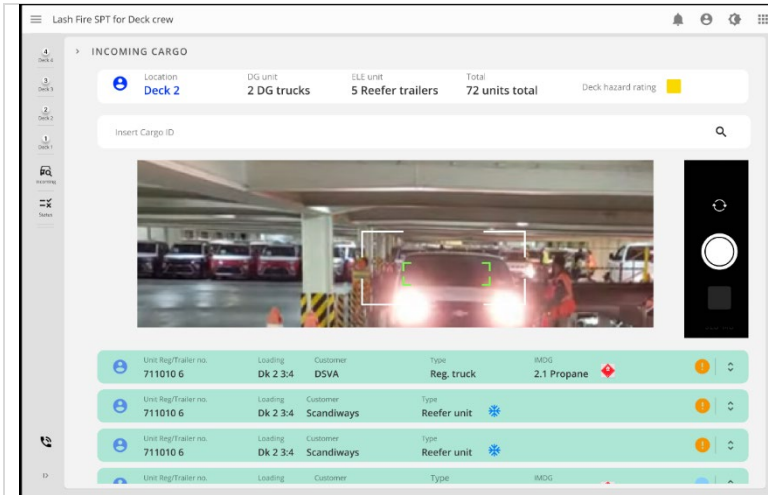 Lash Fire SPT for Deck crew
INCOMING CARGO
4
Deck 4
3
Deck 3
2
Deck 2
1
Deck 1
Incoming
Status
Location
Deck 2
DG unit
2 DG trucks
ELE unit
5 Reefer trailers
Total
72 units total
Deck hazard rating
Insert Cargo ID
Unit Reg/Trailer no.
711010 6
Loading
Dk 2 3:4
Customer
DSVA
Type
Reg. truck
IMDG
2.1 Propane
Unit Reg/Trailer no.
711010 6
Loading
Dk 2 3:4
Customer
Scandiways
Type
Reefer unit
Unit Reg/Trailer no.
711010 6
Loading
Dk 2 3:4
Customer
Scandiways
Type
Reefer unit
Unit Reg/Trailer no.
Loading
Customer
Type
IMDG